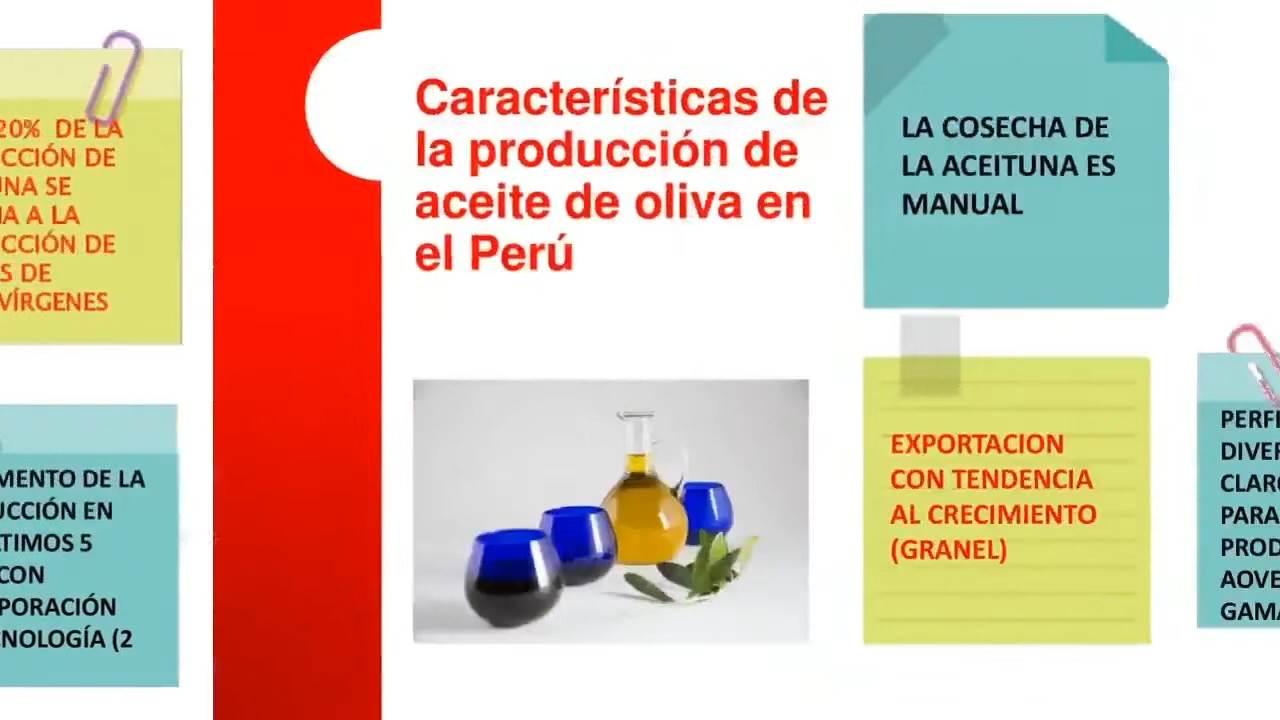 20% DE LA
CCIÓN DE
UNA SE
A A LA
CCIÓN DE
S DE
VÍRGENES
MENTO DE LA
UCCIÓN EN
TIMOS 5
CON
PORACIÓN
NOLOGÍA (2
Características de
la producción de
aceite de oliva en
el Perú
LA COSECHA DE
LA ACEITUNA ES
MANUAL
EXPORTACION
CON TENDENCIA
AL CRECIMIENTO
(GRANEL)
PERF
DIVER
CLAR
PARA
PROD
AOVE
GAMA